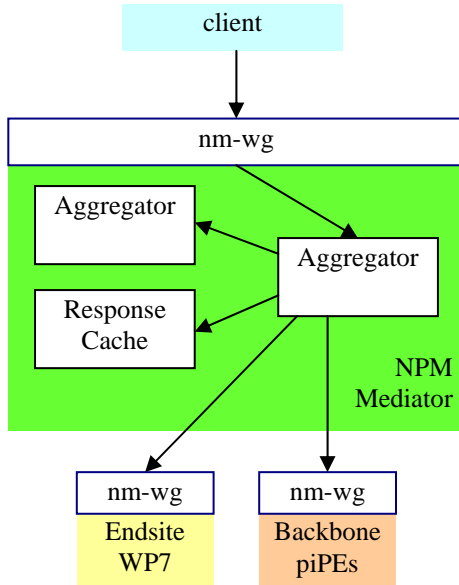 client
nm-wg
Aggregator
Aggregator
Response
Cache
NPM
Mediator
nm-wg
nm-wg
Endsite
WP7
Backbone
piPEs